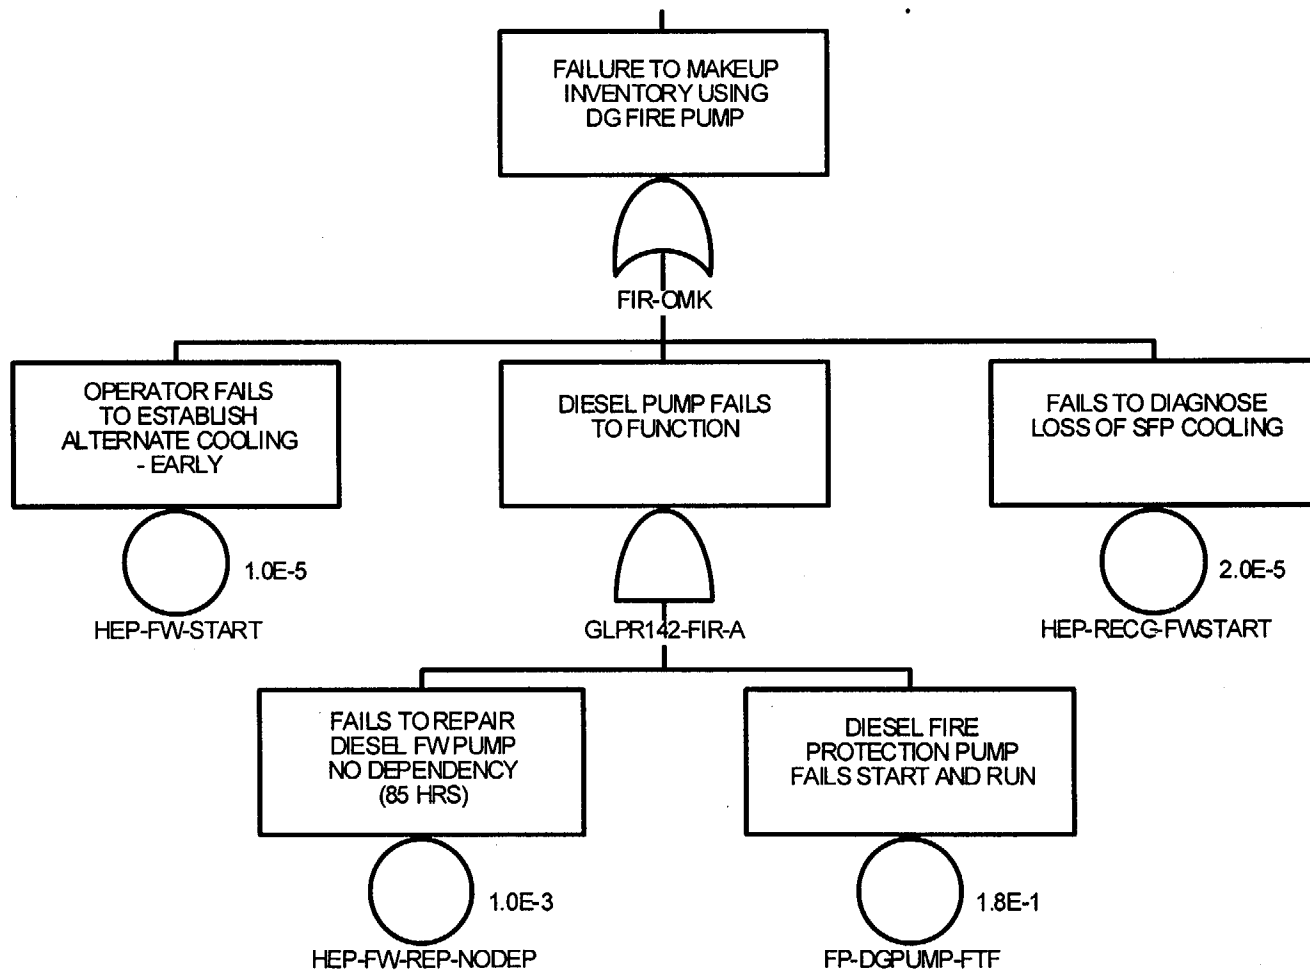 FAILURE TO MAKEUP
INVENTORY USING
DG FIRE PUMP
FIR-OMK
OPERATOR FAILS
TO ESTABLISH
ALTERNATE COOLING
- EARLY
1.0E-5
HEP-FW-START
DIESEL PUMP FAILS
TO FUNCTION
GLPR142-FIR-A
FAILS TO DIAGNOSE
LOSS OF SFP COOLING
2.0E-5
HEP-RECG-FWSTART
FAILS TO REPAIR
DIESEL FW PUMP
NO DEPENDENCY
(85 HRS)
1.0E-3
HEP-FW-REP-NODEP
DIESEL FIRE
PROTECTION PUMP
FAILS START AND RUN
1.8E-1
FP-DGPUMP-FTF